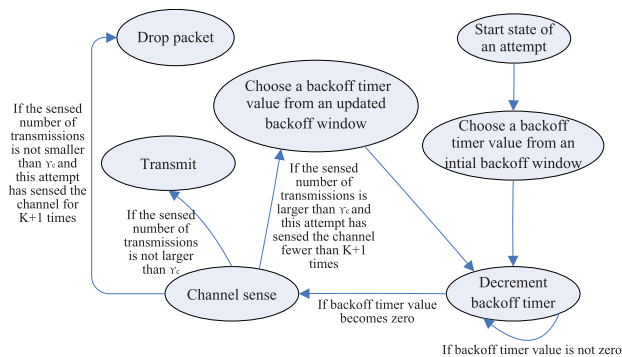 Drop packet
Start state of
an attempt
Choose a backoff timer
value from an updated
backoff window
Choose a backoff
timer value from an
intial backoff window
If the sensed
number of
transmissions
is not smaller
than ϒc and
this attempt
has sensed the
channel for
K+1 times
Transmit
If the sensed
number of
transmissions
is not larger
than ϒc
If the sensed
number of
transmissions is
larger than ϒc and
this attempt has
sensed the channel
fewer than K+1
times
Channel sense
If backoff timer value
becomes zero
Decrement
backoff timer
If backoff timer value is not zero